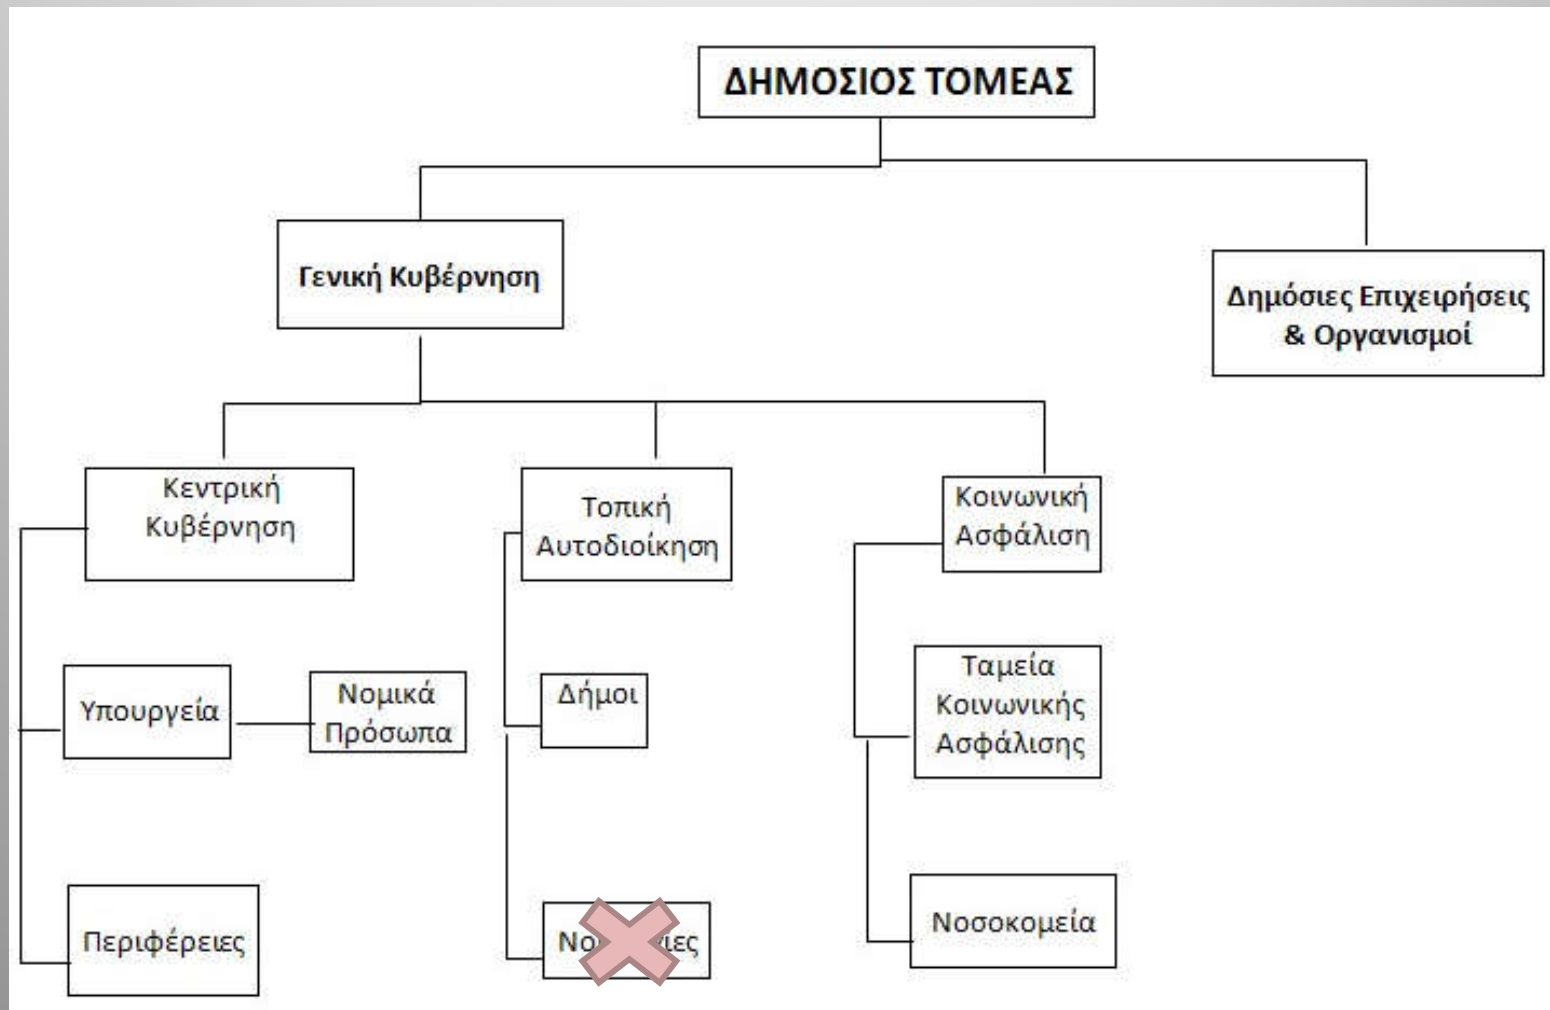 ΔΗΜΟΣΙΟΣ ΤΟΜΕΑΣ
Γενική Κυβέρνηση
Δημόσιες Επιχειρήσεις
& Οργανισμοί
Κεντρική
Κυβέρνηση
Τοπική
Αυτοδιοίκηση
Κοινωνική
Ασφάλιση
Υπουργεία
Νομικά
Πρόσωπα
Δήμοι
Ταμεία
Κοινωνικής
Ασφάλισης
Περιφέρειες
Νοσοκομεία